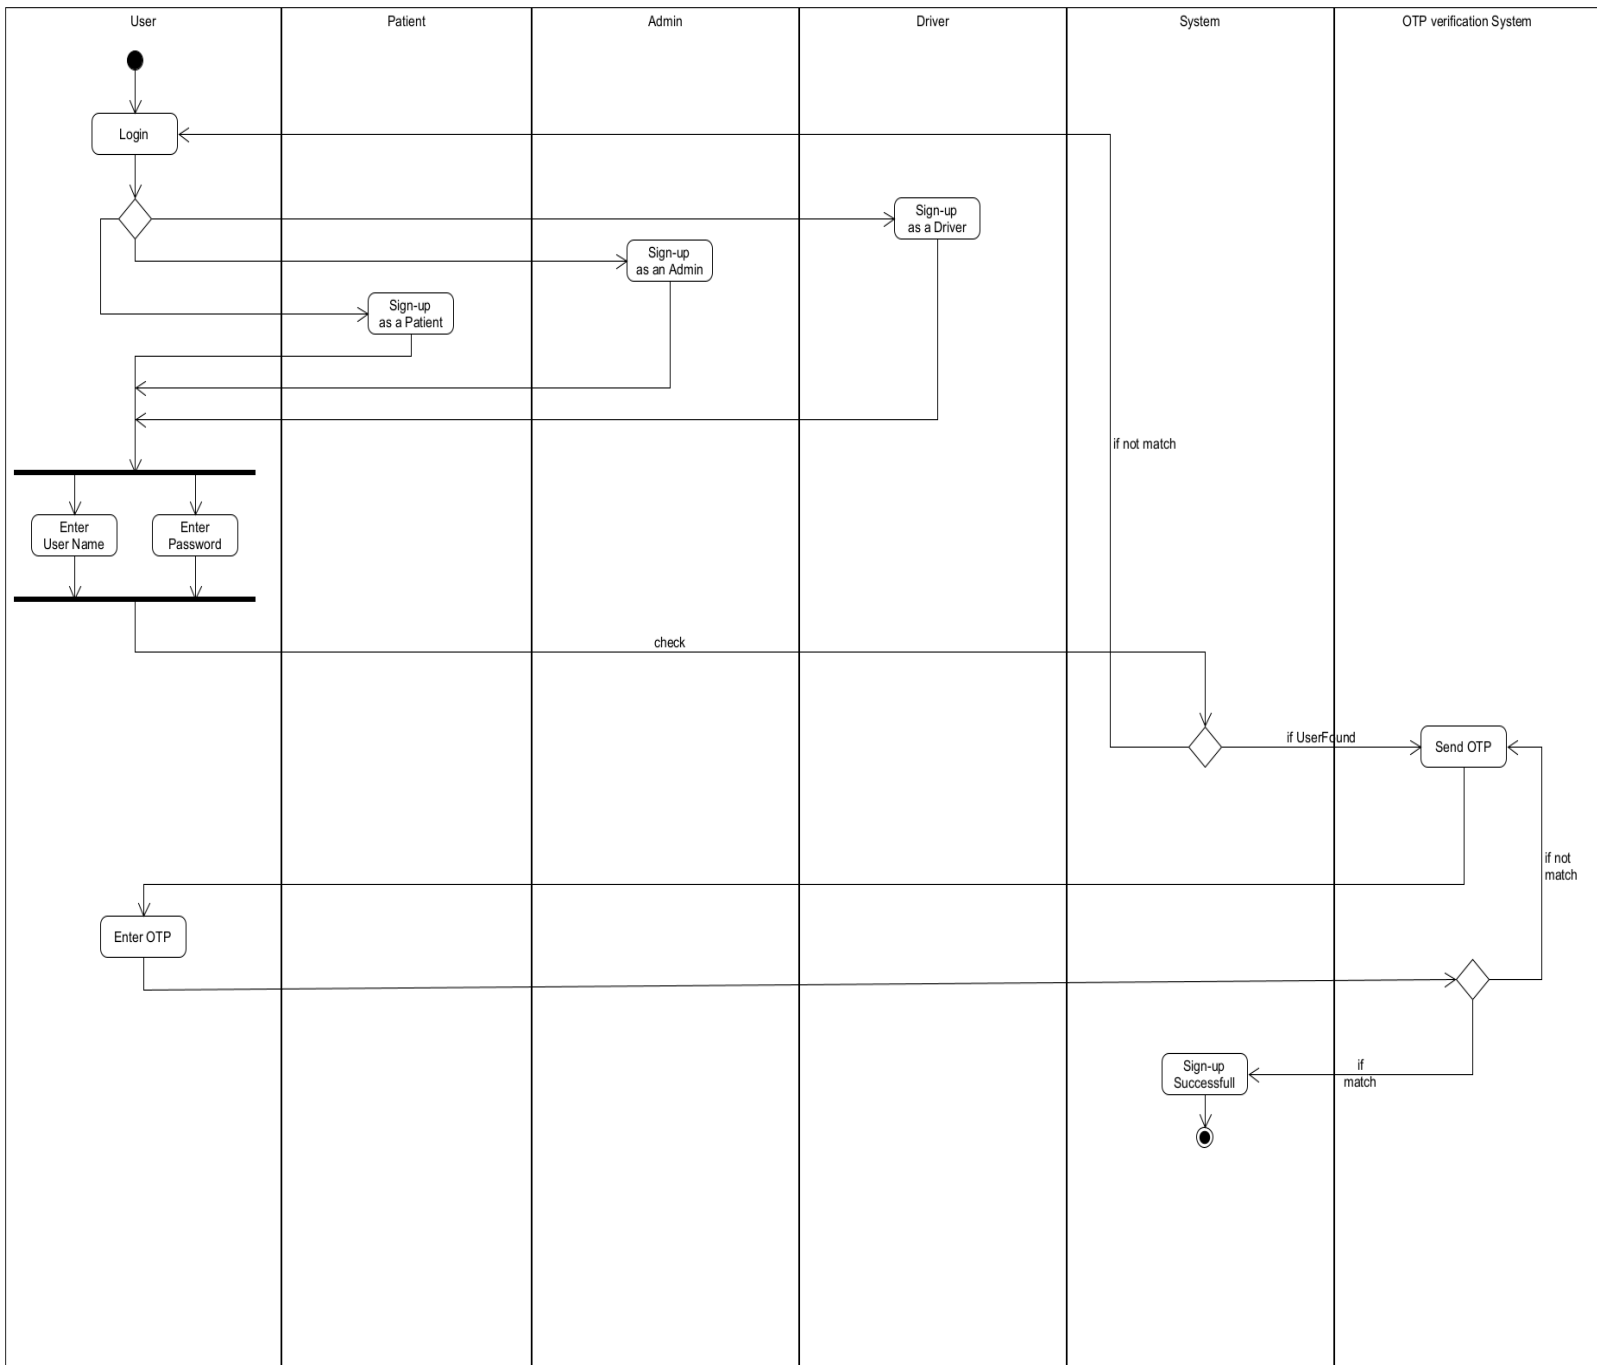 User
Patient
Admin
Driver
System
OTP verification System
Login
Sign-up
as a Driver
Sign-up
as an Admin
Sign-up
as a Patient
if not match
Enter
User Name
Enter
Password
check
if UserFound
Send OTP
if not
match
Enter OTP
Sign-up
Successfull
if
match